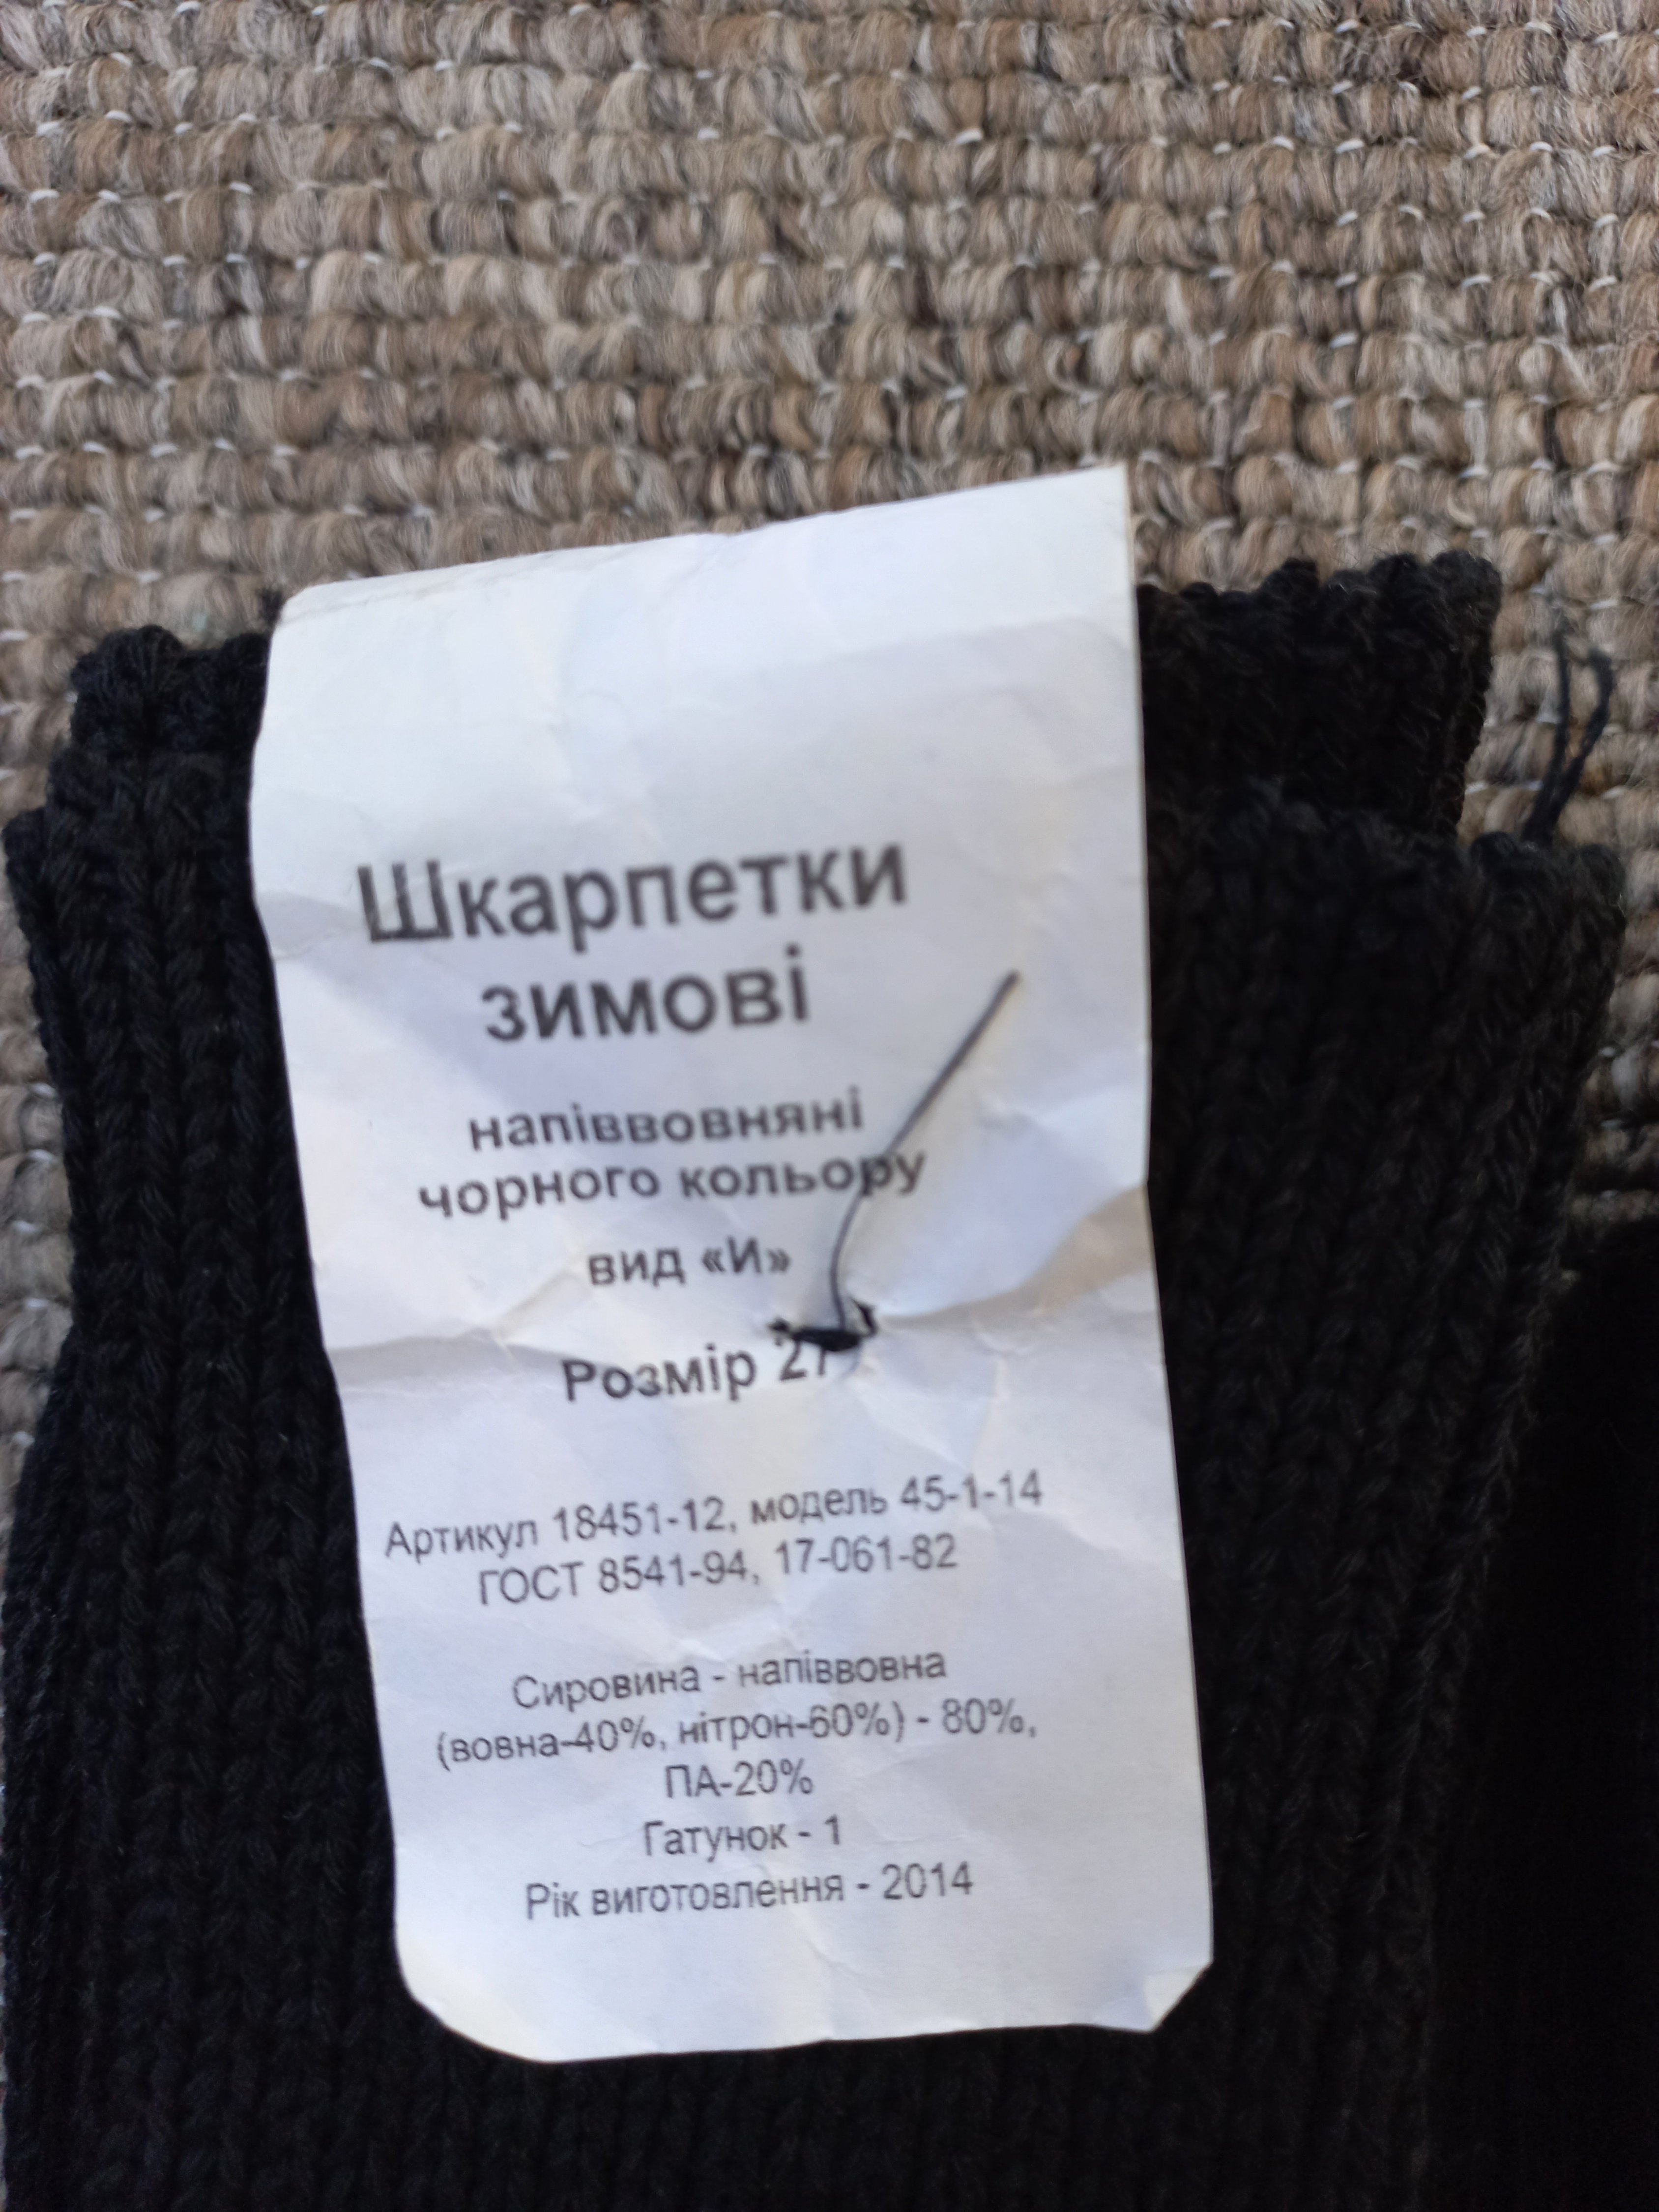 Шкарпетки
зимові
напіввовняні
чорного кольору
вид «И»
Розмір 27
Артикул 18451-12, модель 45-1-14
ГОСТ 8541-94, 17-061-82
Сировина - напіввовна
(вовна-40%, нітрон-60%) - 80%,
ПА-20%
Гатунок - 1
Рік виготовлення - 2014